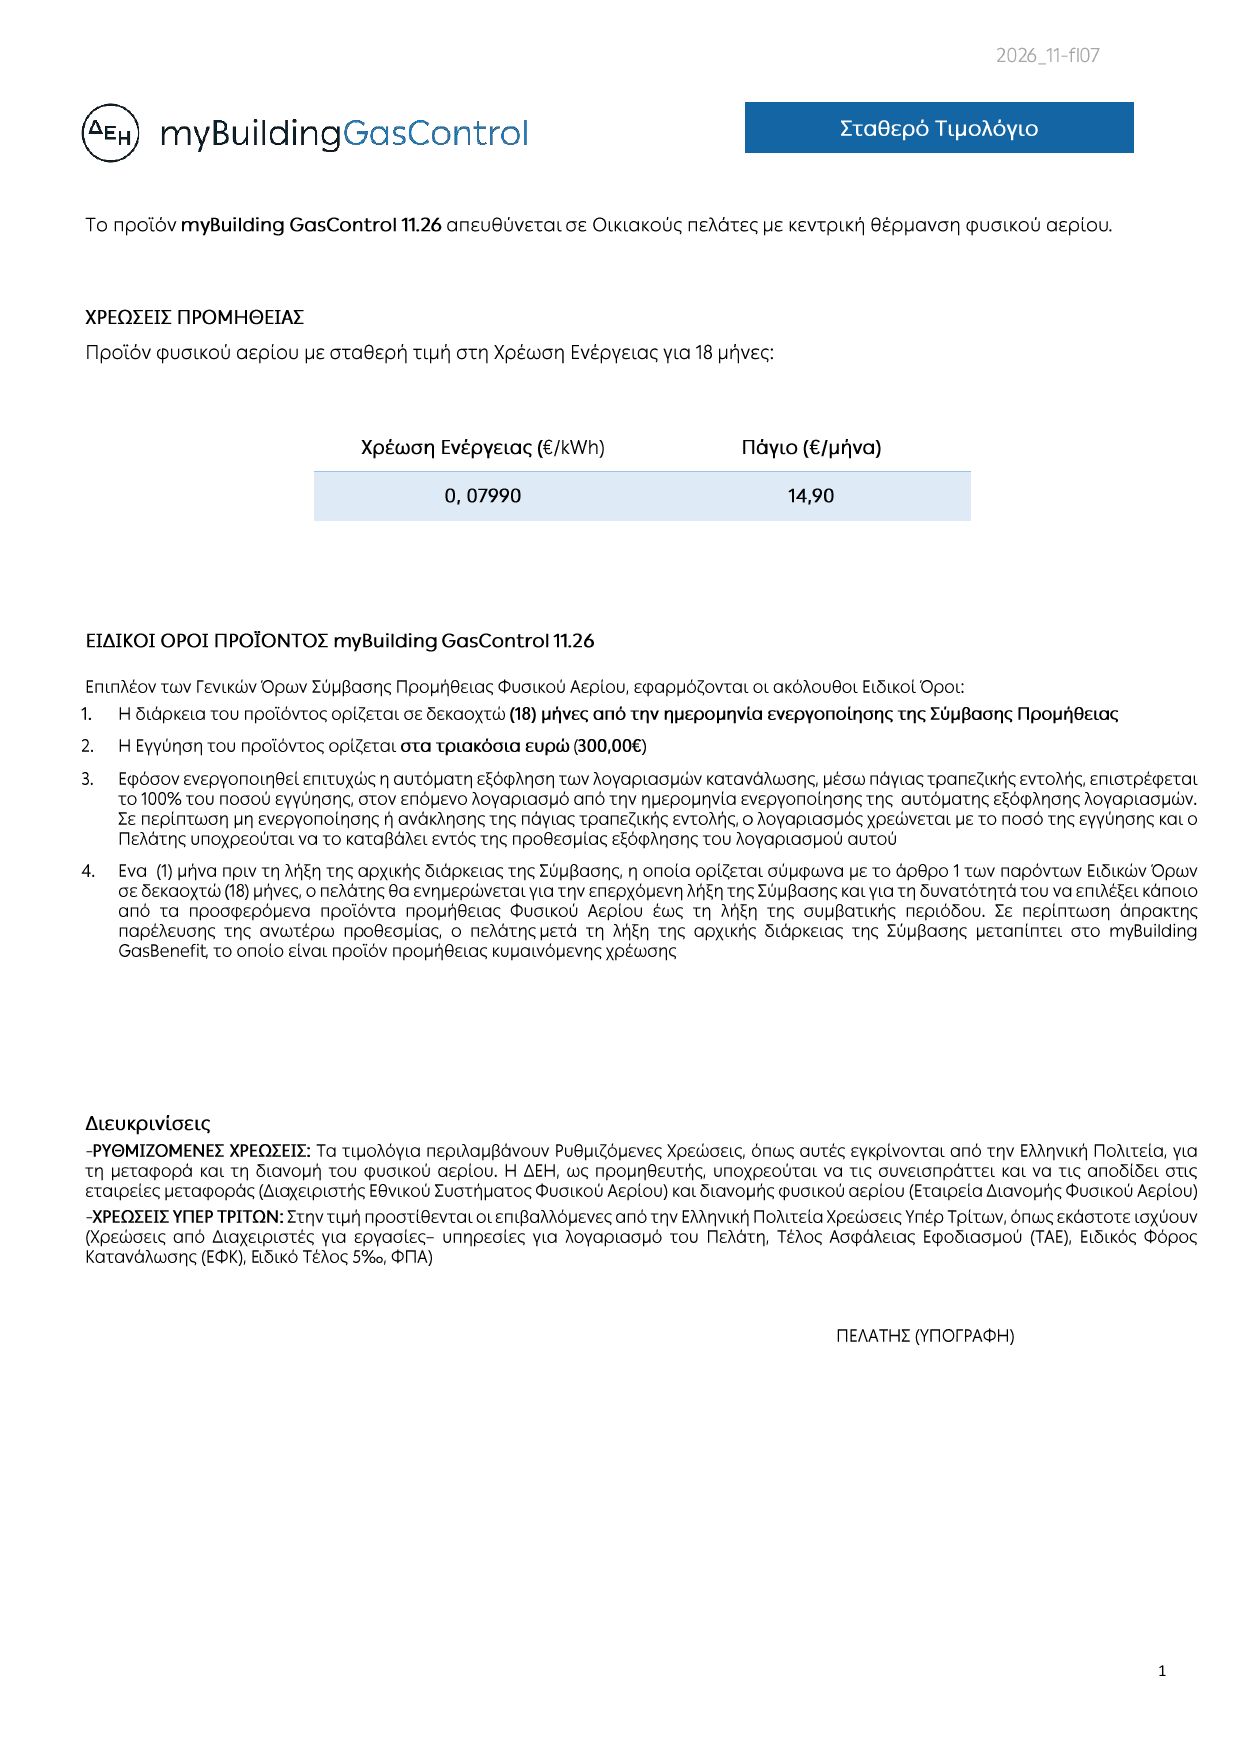 2026_11-fl07
ΔΕΗ myBuildingGasControl
Σταθερό Τιμολόγιο
Το προϊόν myBuilding GasControl 11.26 απευθύνεται σε Οικιακούς πελάτες με κεντρική θέρμανση φυσικού αερίου.
ΧΡΕΩΣΕΙΣ ΠΡΟΜΗΘΕΙΑΣ
Προϊόν φυσικού αερίου με σταθερή τιμή στη Χρέωση Ενέργειας για 18 μήνες:
Χρέωση Ενέργειας (€/kWh) Πάγιο (€/μήνα)
0, 07990 14,90
ΕΙΔΙΚΟΙ ΟΡΟΙ ΠΡΟΪΟΝΤΟΣ myBuilding GasControl 11.26
Επιπλέον των Γενικών Όρων Σύμβασης Προμήθειας Φυσικού Αερίου, εφαρμόζονται οι ακόλουθοι Ειδικοί Όροι:
1. Η διάρκεια του προϊόντος ορίζεται σε δεκαοχτώ (18) μήνες από την ημερομηνία ενεργοποίησης της Σύμβασης Προμήθειας
2. Η Εγγύηση του προϊόντος ορίζεται στα τριακόσια ευρώ (300,00€)
3. Εφόσον ενεργοποιηθεί επιτυχώς η αυτόματη εξόφληση των λογαριασμών κατανάλωσης, μέσω πάγιας τραπεζικής εντολής, επιστρέφεται
το 100% του ποσού εγγύησης, στον επόμενο λογαριασμό από την ημερομηνία ενεργοποίησης της αυτόματης εξόφλησης λογαριασμών.
Σε περίπτωση μη ενεργοποίησης ή ανάκλησης της πάγιας τραπεζικής εντολής, ο λογαριασμός χρεώνεται με το ποσό της εγγύησης και ο
Πελάτης υποχρεούται να το καταβάλει εντός της προθεσμίας εξόφλησης του λογαριασμού αυτού
4. Ενα (1) μήνα πριν τη λήξη της αρχικής διάρκειας της Σύμβασης, η οποία ορίζεται σύμφωνα με το άρθρο 1 των παρόντων Ειδικών Όρων
σε δεκαοχτώ (18) μήνες, ο πελάτης θα ενημερώνεται για την επερχόμενη λήξη της Σύμβασης και για τη δυνατότητά του να επιλέξει κάποιο
από τα προσφερόμενα προϊόντα προμήθειας Φυσικού Αερίου έως τη λήξη της συμβατικής περιόδου. Σε περίπτωση άπρακτης
παρέλευσης της ανωτέρω προθεσμίας, ο πελάτης μετά τη λήξη της αρχικής διάρκειας της Σύμβασης μεταπίπτει στο myBuilding
GasBenefit, το οποίο είναι προϊόν προμήθειας κυμαινόμενης χρέωσης
Διευκρινίσεις
-ΡΥΘΜΙΖΟΜΕΝΕΣ ΧΡΕΩΣΕΙΣ: Τα τιμολόγια περιλαμβάνουν Ρυθμιζόμενες Χρεώσεις, όπως αυτές εγκρίνονται από την Ελληνική Πολιτεία, για
τη μεταφορά και τη διανομή του φυσικού αερίου. Η ΔΕΗ, ως προμηθευτής, υποχρεούται να τις συνεισπράττει και να τις αποδίδει στις
εταιρείες μεταφοράς (Διαχειριστής Εθνικού Συστήματος Φυσικού Αερίου) και διανομής φυσικού αερίου (Εταιρεία Διανομής Φυσικού Αερίου)
-ΧΡΕΩΣΕΙΣ ΥΠΕΡ ΤΡΙΤΩΝ: Στην τιμή προστίθενται οι επιβαλλόμενες από την Ελληνική Πολιτεία Χρεώσεις Υπέρ Τρίτων, όπως εκάστοτε ισχύουν
(Χρεώσεις από Διαχειριστές για εργασίες– υπηρεσίες για λογαριασμό του Πελάτη, Τέλος Ασφάλειας Εφοδιασμού (ΤΑΕ), Ειδικός Φόρος
Κατανάλωσης (ΕΦΚ), Ειδικό Τέλος 5‰, ΦΠΑ)
ΠΕΛΑΤΗΣ (ΥΠΟΓΡΑΦΗ)
1